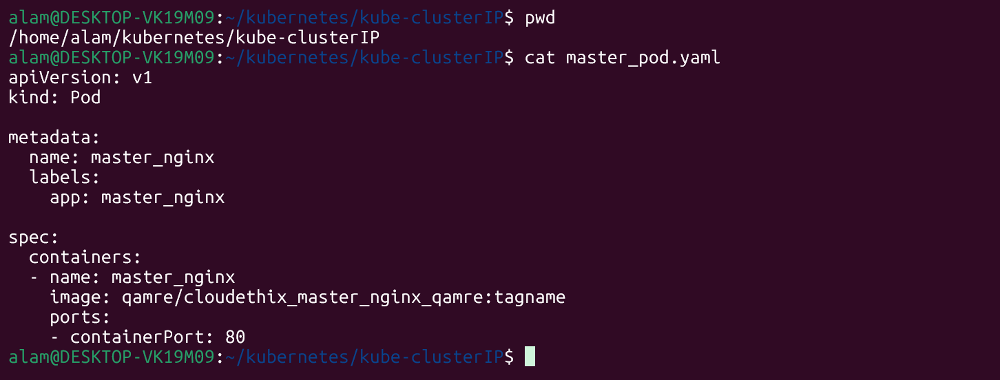 alam@DESKTOP-VK19M09:~/kubernetes/kube-clusterIP$ pwd
/home/alam/kubernetes/kube-clusterIP
alam@DESKTOP-VK19M09:~/kubernetes/kube-clusterIP$ cat master_pod.yaml
apiVersion: v1
kind: Pod

metadata:
  name: master_nginx
  labels:
    app: master_nginx

spec:
  containers:
  - name: master_nginx
    image: qamre/cloudethix_master_nginx_qamre:tagname
    ports:
    - containerPort: 80
alam@DESKTOP-VK19M09:~/kubernetes/kube-clusterIP$